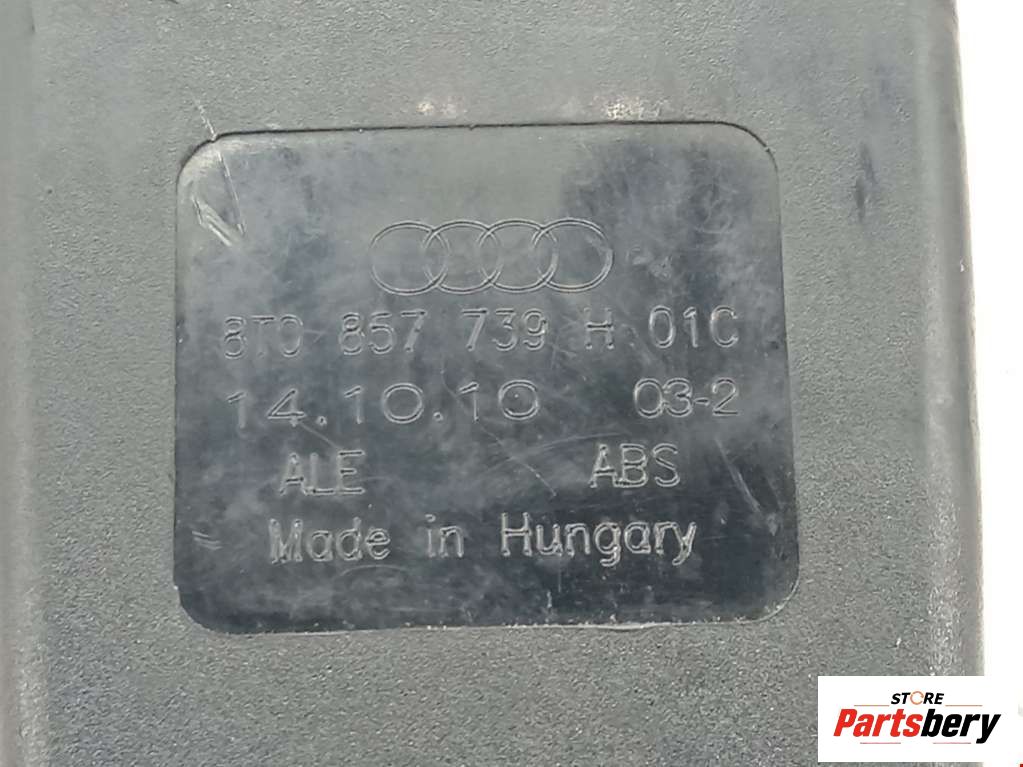 8T0 857 739 H 01C
14.10.10 03-2
ALE ABS
Made in Hungary
STORE
Partsbery